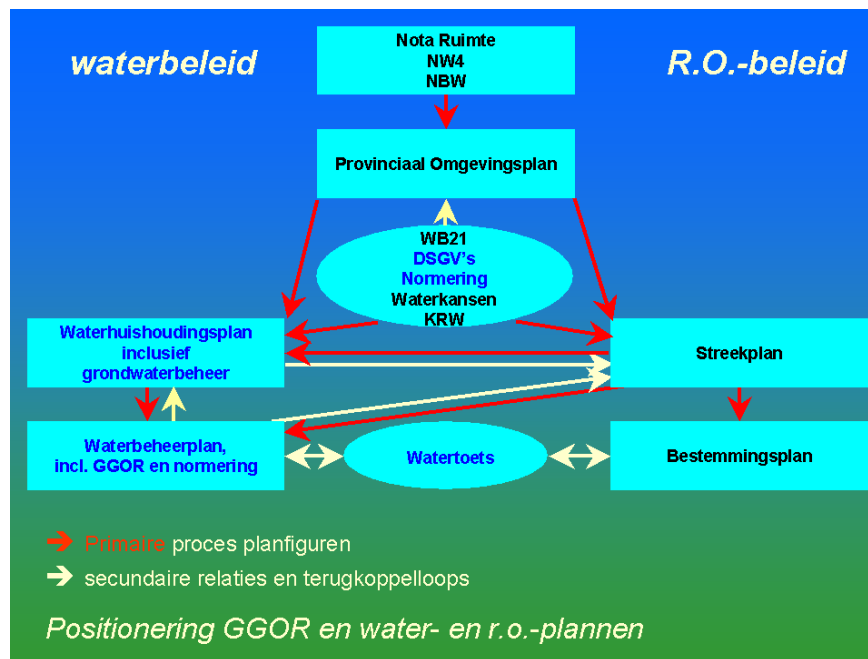 waterbeleid
Nota Ruimte
NW4
NBW
R.O.-beleid
Provinciaal Omgevingsplan
WB21
DSGV's
Normering
Waterkansen
KRW
Waterhuishoudingsplan
inclusief
grondwaterbeheer
Streekplan
Waterbeheerplan,
incl. GGOR en normering
Watertoets
Bestemmingsplan
Primaire proces planfiguren
secundaire relaties en terugkoppelloops
Positionering GGOR en water- en r.o.-plannen